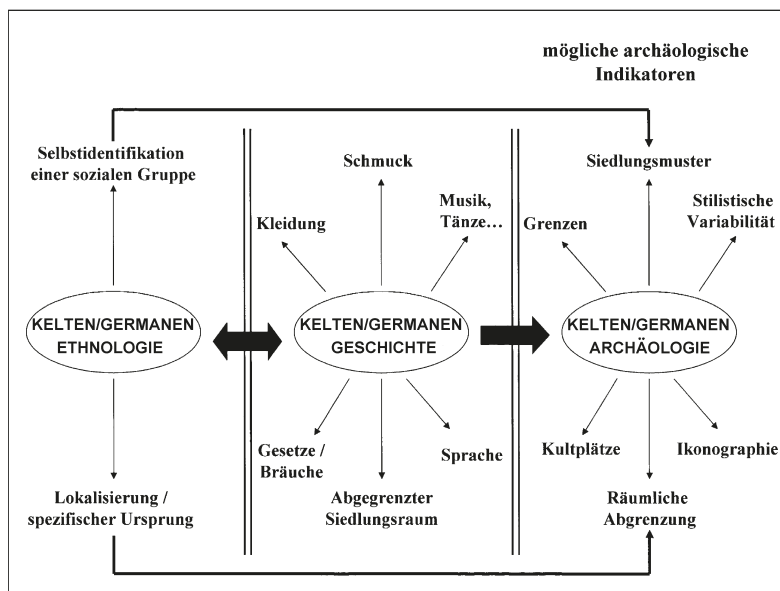 mögliche archäologische
Indikatoren
Selbstidentifikation
einer sozialen Gruppe
KELTEN/GERMANEN
ETHNOLOGIE
Lokalisierung /
spezifischer Ursprung
Schmuck
Kleidung
Musik,
Tänze…
KELTEN/GERMANEN
GESCHICHTE
Gesetze /
Bräuche
Sprache
Abgegrenzter
Siedlungsraum
Siedlungsmuster
Grenzen
Stilistische
Variabilität
KELTEN/GERMANEN
ARCHÄOLOGIE
Kultplätze
Ikonographie
Räumliche
Abgrenzung